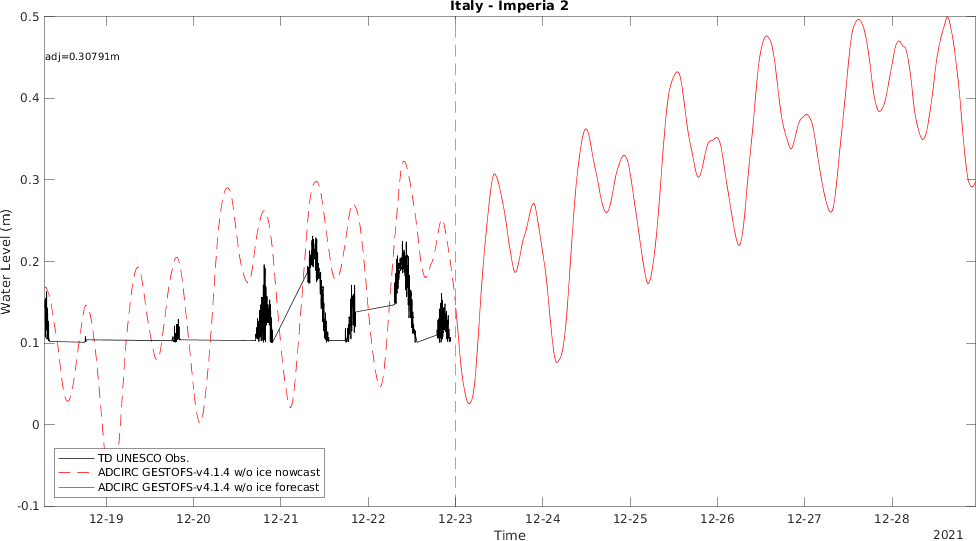 Italy - Imperia 2
adj=0.30791m
0.5
0.4
0.3
0.2
0.1
0
-0.1
Water Level (m)
TD UNESCO Obs.
ADCIRC GESTOFS-v4.1.4 w/o ice nowcast
ADCIRC GESTOFS-v4.1.4 w/o ice forecast
12-19 12-20 12-21 12-22 12-23 12-24 12-25 12-26 12-27 12-28
Time
2021